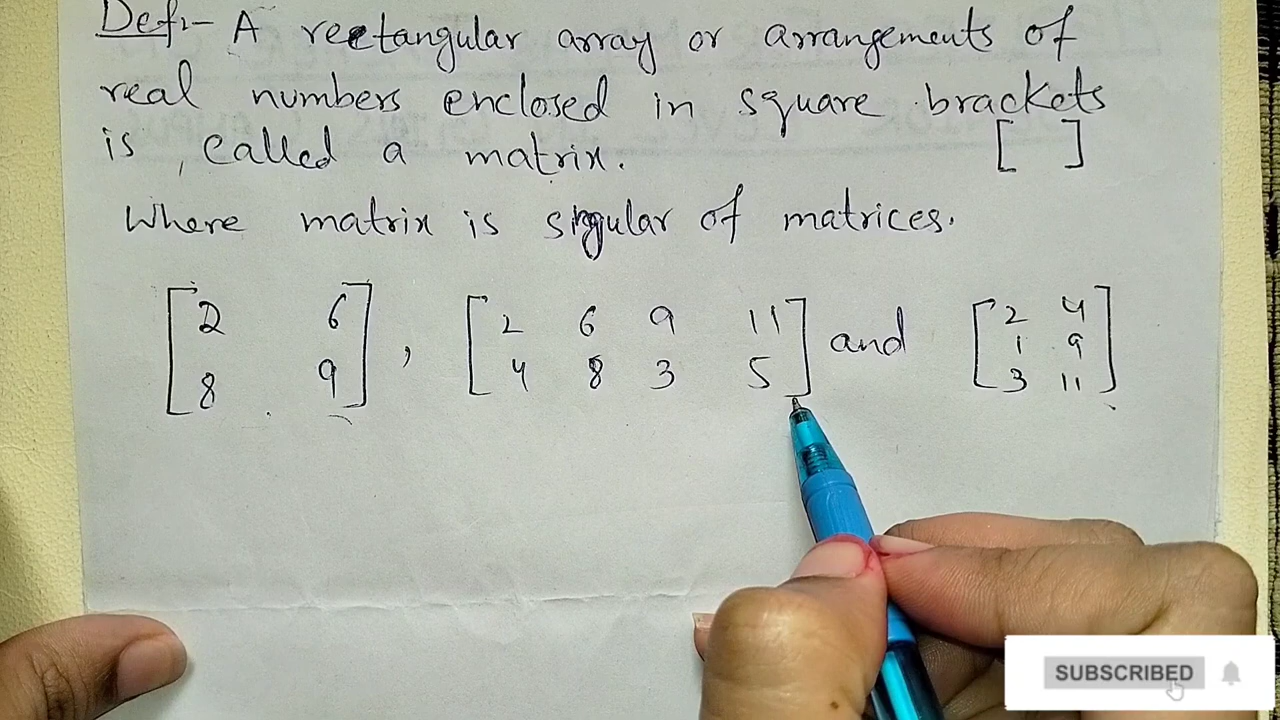 Def:- A rectangular array or arrangements of
real numbers enclosed in square brackets
is called a matrix. [ ]
Where matrix is singular of matrices.
[2 6
8 9], [2 6 9 11
4 8 3 5] and [2 4
1 9
3 11]
SUBSCRIBED